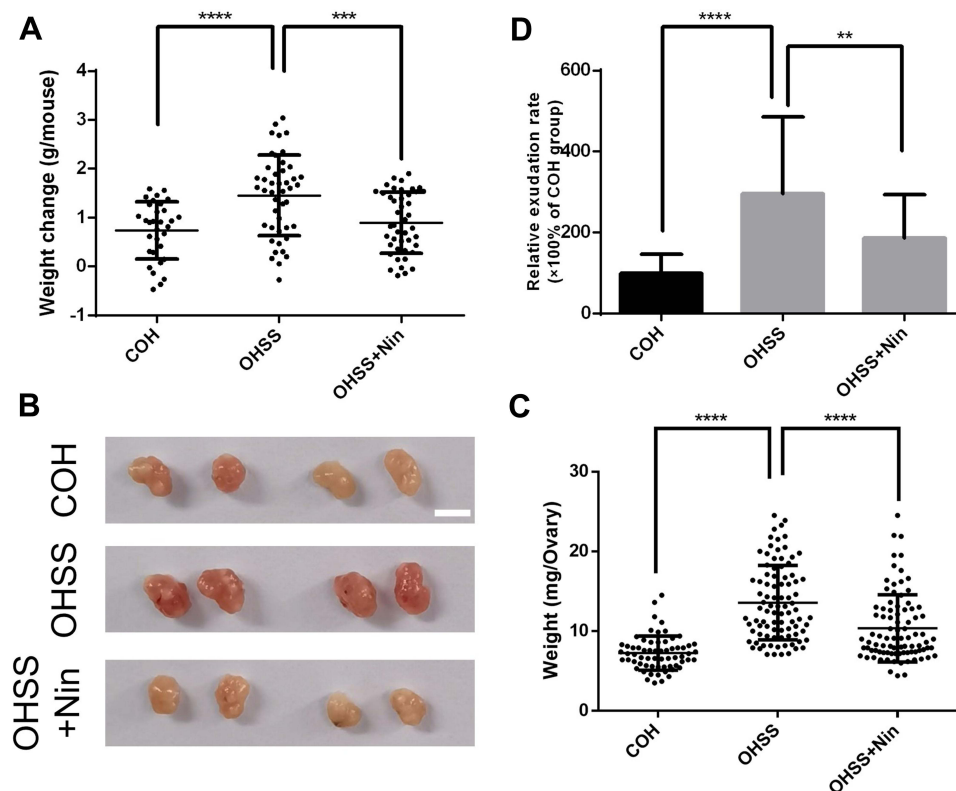 A
**** ***
Weight change (g/mouse)
4
3
2
1
0
-1
COH
OHSS
OHSS+Nin
D
****
**
Relative exudation rate
(×100% of COH group)
600
400
200
0
COH
OHSS
OHSS+Nin
B
COH
OHSS
OHSS
+Nin
C
**** ****
Weight (mg/Ovary)
30
20
10
0
COH
OHSS
OHSS+Nin